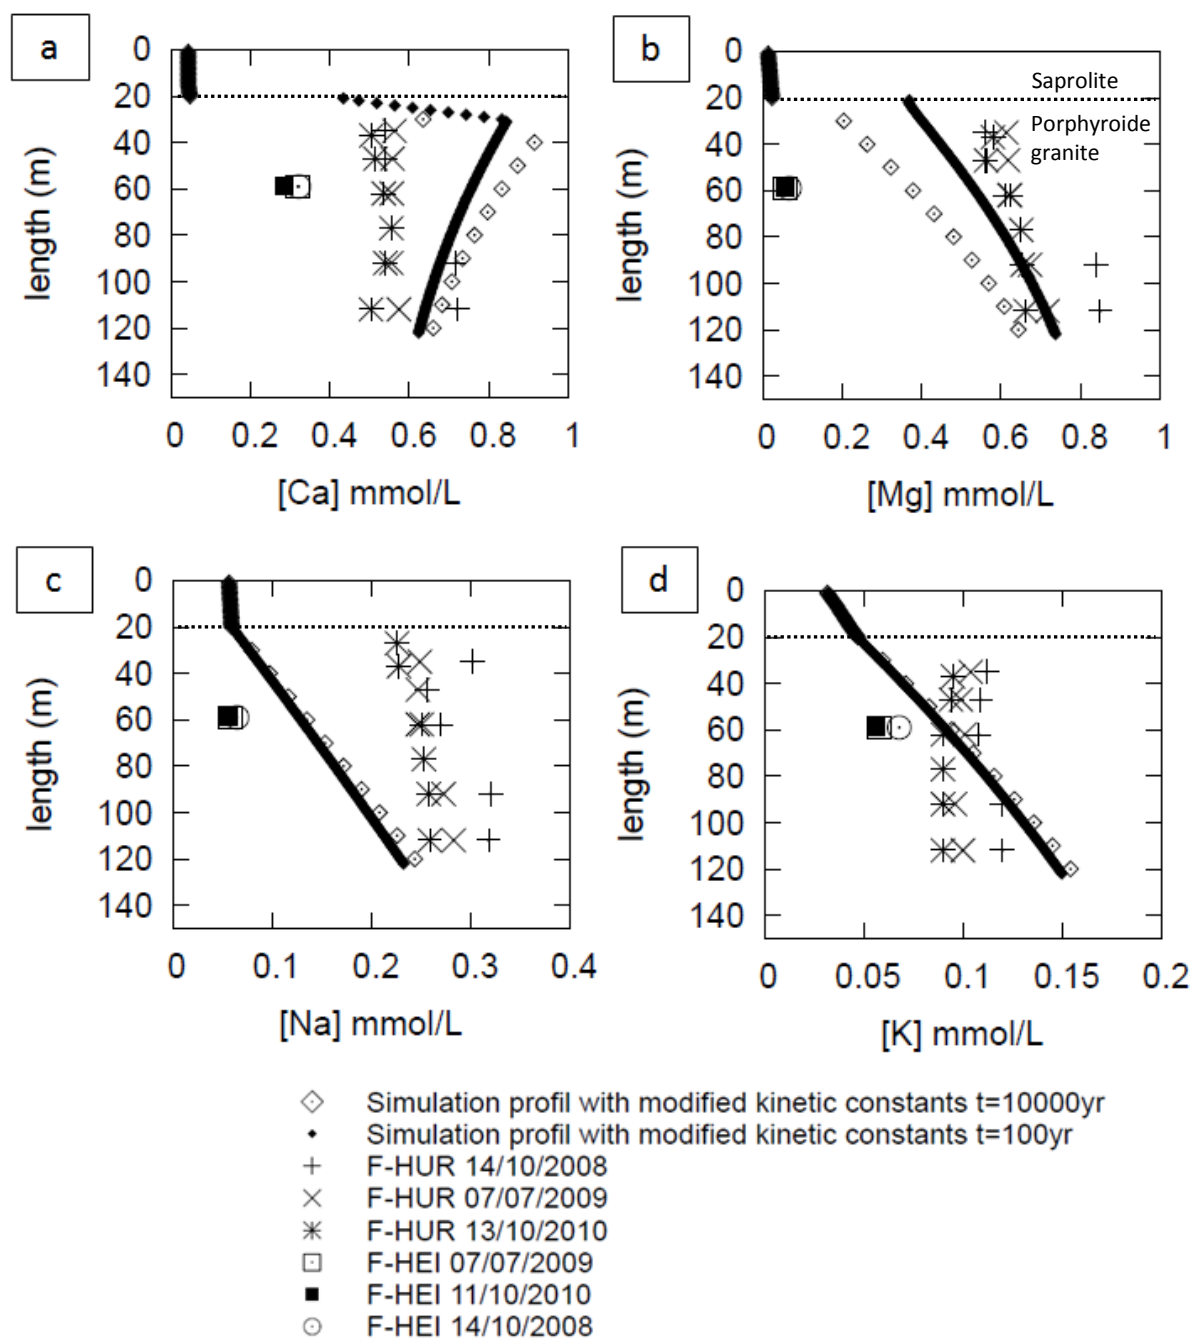 a
0
20
40
60
80
100
120
140
length (m)
0 0.2 0.4 0.6 0.8 1
[Ca] mmol/L
b
0
20
40
60
80
100
120
140
length (m)
Saprolite
Porphyroide
granite
0 0.2 0.4 0.6 0.8 1
[Mg] mmol/L
c
0
20
40
60
80
100
120
140
length (m)
0 0.1 0.2 0.3 0.4
[Na] mmol/L
d
0
20
40
60
80
100
120
140
length (m)
0 0.05 0.1 0.15 0.2
[K] mmol/L
Simulation profil with modified kinetic constants t=10000yr
Simulation profil with modified kinetic constants t=100yr
F-HUR 14/10/2008
F-HUR 07/07/2009
F-HUR 13/10/2010
F-HEI 07/07/2009
F-HEI 11/10/2010
F-HEI 14/10/2008